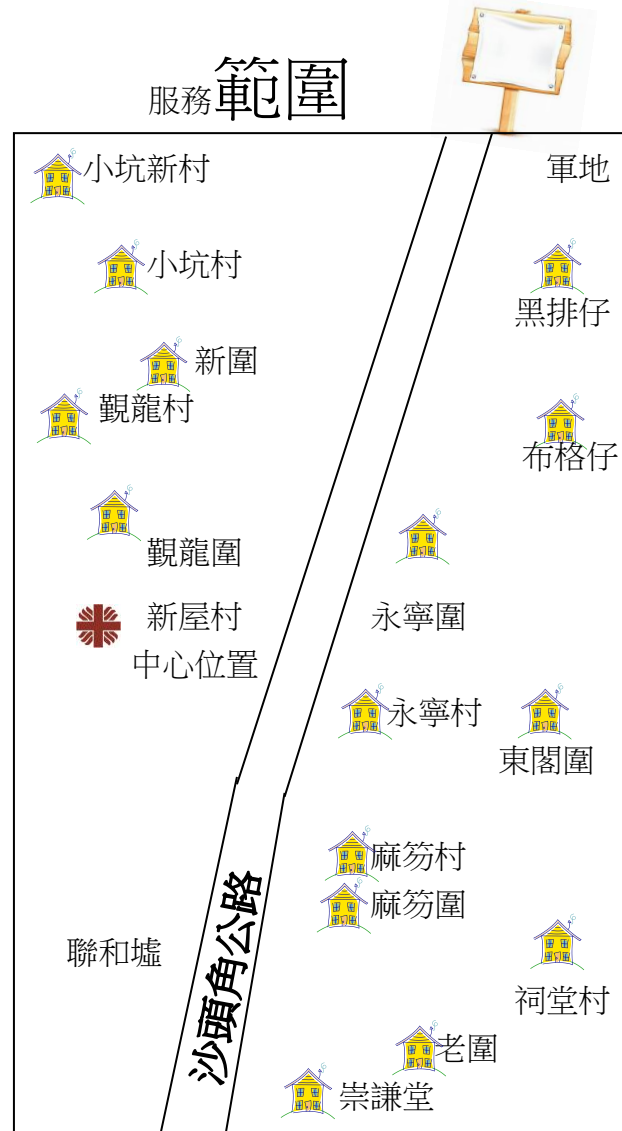 服務範圍
小坑新村
軍地
小坑村
黑排仔
新圍
覲龍村
布格仔
覲龍圍
新屋村
中心位置
永寧圍
永寧村
東閣圍
麻笏村
麻笏圍
聯和墟
沙頭角公路
祠堂村
老圍
崇謙堂